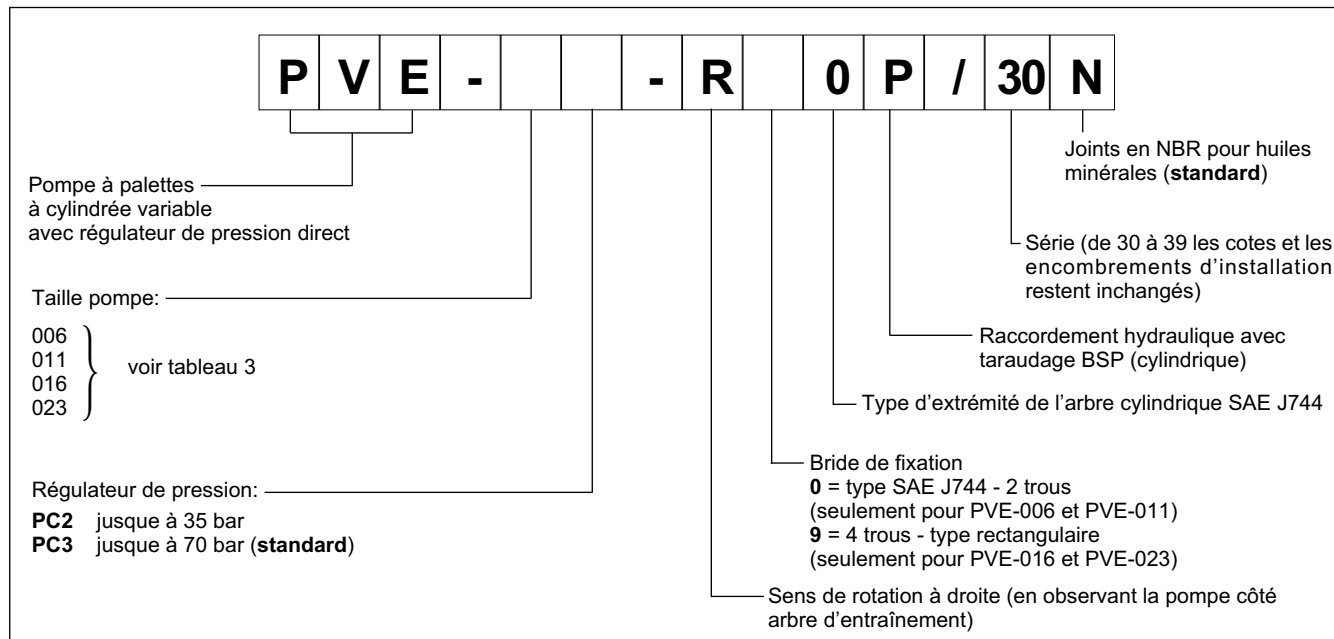 P V E - - R 0 P / 30 N
Joints en NBR pour huiles
minérales (standard)
Pompe à palettes
à cylindrée variable
avec régulateur de pression direct
Série (de 30 à 39 les cotes et les
encombrements d'installation
restent inchangés)
Taille pompe:
006
011
016
023
voir tableau 3
Raccordement hydraulique avec
taraudage BSP (cylindrique)
Type d'extrémité de l'arbre cylindrique SAE J744
Bride de fixation
0 = type SAE J744 - 2 trous
(seulement pour PVE-006 et PVE-011)
9 = 4 trous - type rectangulaire
(seulement pour PVE-016 et PVE-023)
Régulateur de pression:
PC2 jusque à 35 bar
PC3 jusque à 70 bar (standard)
Sens de rotation à droite (en observant la pompe côté
arbre d'entraînement)